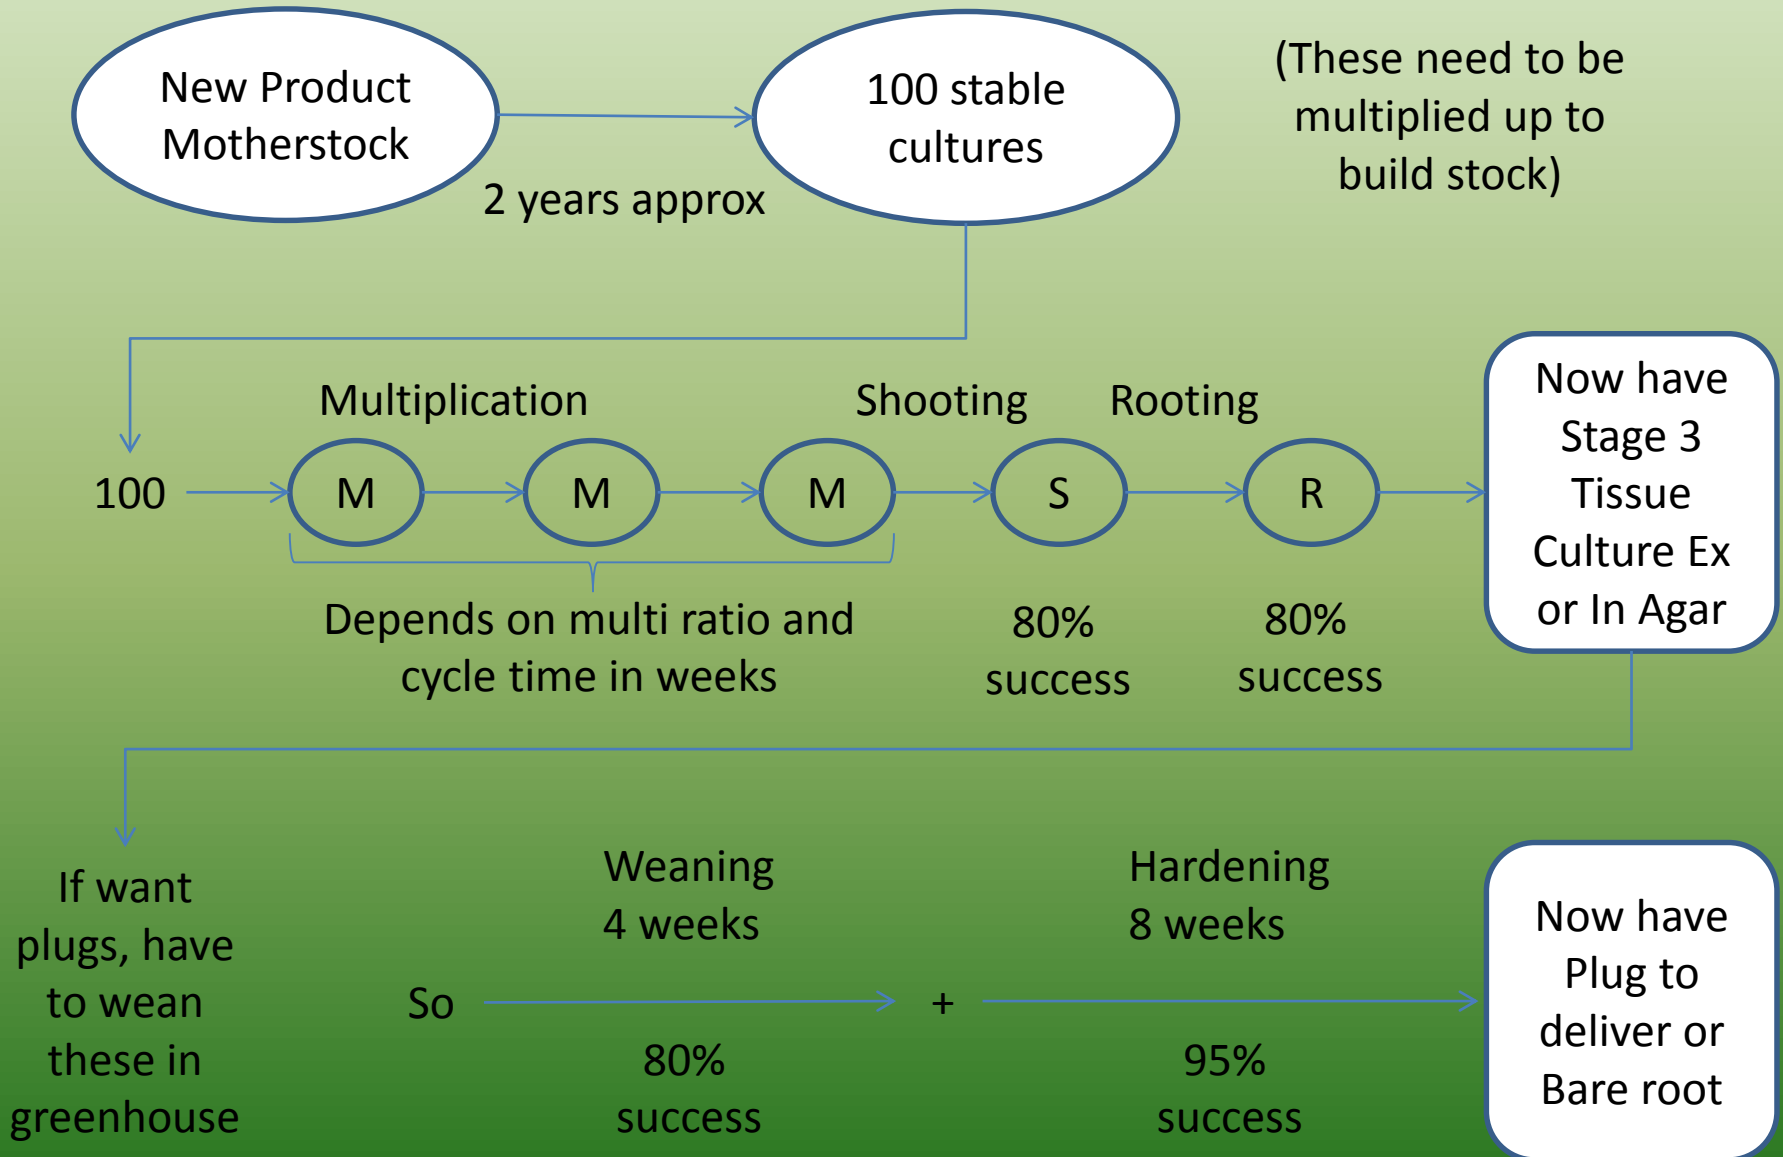 New Product
Motherstock
2 years approx
100 stable
cultures
(These need to be
multiplied up to
build stock)
Multiplication
Shooting
Rooting
100
M
M
M
S
R
Depends on multi ratio and
cycle time in weeks
80%
success
80%
success
Now have
Stage 3
Tissue
Culture Ex
or In Agar
If want
plugs, have
to wean
these in
greenhouse
So
Weaning
4 weeks
80%
success
+
Hardening
8 weeks
95%
success
Now have
Plug to
deliver or
Bare root